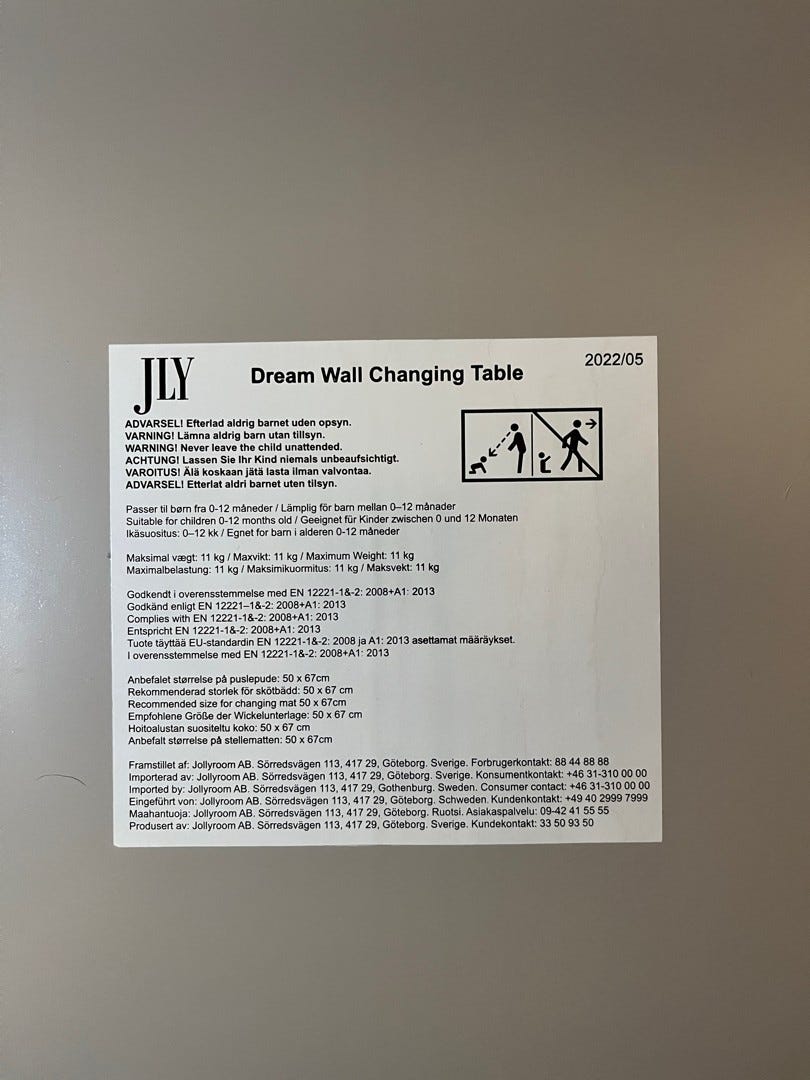 JLY
Dream Wall Changing Table
2022/05
ADVARSEL! Efterlad aldrig barnet uden opsyn.
VARNING! Lämna aldrig barn utan tillsyn.
WARNING! Never leave the child unattended.
ACHTUNG! Lassen Sie Ihr Kind niemals unbeaufsichtigt.
VAROITUS! Älä koskaan jätä lasta ilman valvontaa.
ADVARSEL! Etterlat aldri barnet uten tilsyn.
Passer til børn fra 0-12 måneder / Lämplig för barn mellan 0–12 månader
Suitable for children 0-12 months old / Geeignet für Kinder zwischen 0 und 12 Monaten
Ikäsuositus: 0–12 kk / Egnet for barn i alderen 0-12 måneder
Maksimal vægt: 11 kg / Maxvikt: 11 kg / Maximum Weight: 11 kg
Maximalbelastung: 11 kg / Maksimikuormitus: 11 kg / Maksvekt: 11 kg
Godkendt i overensstemmelse med EN 12221-1&-2: 2008+A1: 2013
Godkänd enligt EN 12221–1&-2: 2008+A1: 2013
Complies with EN 12221-1&-2: 2008+A1: 2013
Entspricht EN 12221-1&-2: 2008+A1: 2013
Tuote täyttää EU-standardin EN 12221-1&-2: 2008 ja A1: 2013 asettamat määräykset.
I overensstemmelse med EN 12221-1&-2: 2008+A1: 2013
Anbefalet størrelse på puslepude: 50 x 67cm
Rekommenderad storlek för skötbädd: 50 x 67 cm
Recommended size for changing mat 50 x 67cm
Empfohlene Größe der Wickelunterlage: 50 x 67 cm
Hoitoalustan suositeltu koko: 50 x 67 cm
Anbefalt størrelse på stellematten: 50 x 67cm
Framstillet af: Jollyroom AB. Sörredsvägen 113, 417 29, Göteborg. Sverige. Forbrugerkontakt: 88 44 88 88
Importerad av: Jollyroom AB. Sörredsvägen 113, 417 29, Göteborg. Sverige. Konsumentkontakt: +46 31-310 00 00
Imported by: Jollyroom AB. Sörredsvägen 113, 417 29, Gothenburg. Sweden. Consumer contact: +46 31-310 00 00
Eingeführt von: Jollyroom AB. Sörredsvägen 113, 417 29, Göteborg. Schweden. Kundenkontakt: +49 40 2999 7999
Maahantuoja: Jollyroom AB. Sörredsvägen 113, 417 29, Göteborg. Ruotsi. Asiakaspalvelu: 09-42 41 55 55
Produsert av: Jollyroom AB. Sörredsvägen 113, 417 29, Göteborg. Sverige. Kundekontakt: 33 50 93 50